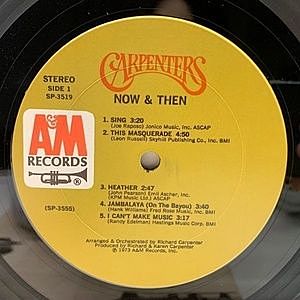 CARPENTERS
STEREO
SIDE 1
SP-3519
NOW & THEN
1. SING 3:20
(Joe Raposo) Jonico Music, Inc. ASCAP
2. THIS MASQUERADE 4:50
(Leon Russell) Skyhill Publishing Co., Inc. BMI
A&M
RECORDS
(SP-3555)
3. HEATHER 2:47
(John Pearson) Emil Ascher, Inc.
(KPM Music Ltd.) ASCAP
4. JAMBALAYA (On The Bayou) 3:40
(Hank Williams) Fred Rose Music, Inc. BMI
5. I CAN'T MAKE MUSIC 3:17
(Randy Edelman) Hastings Music Corp. BMI
Arranged & Orchestrated by Richard Carpenter
Produced by Richard & Karen Carpenter
℗ 1973 A&M Records, Inc.